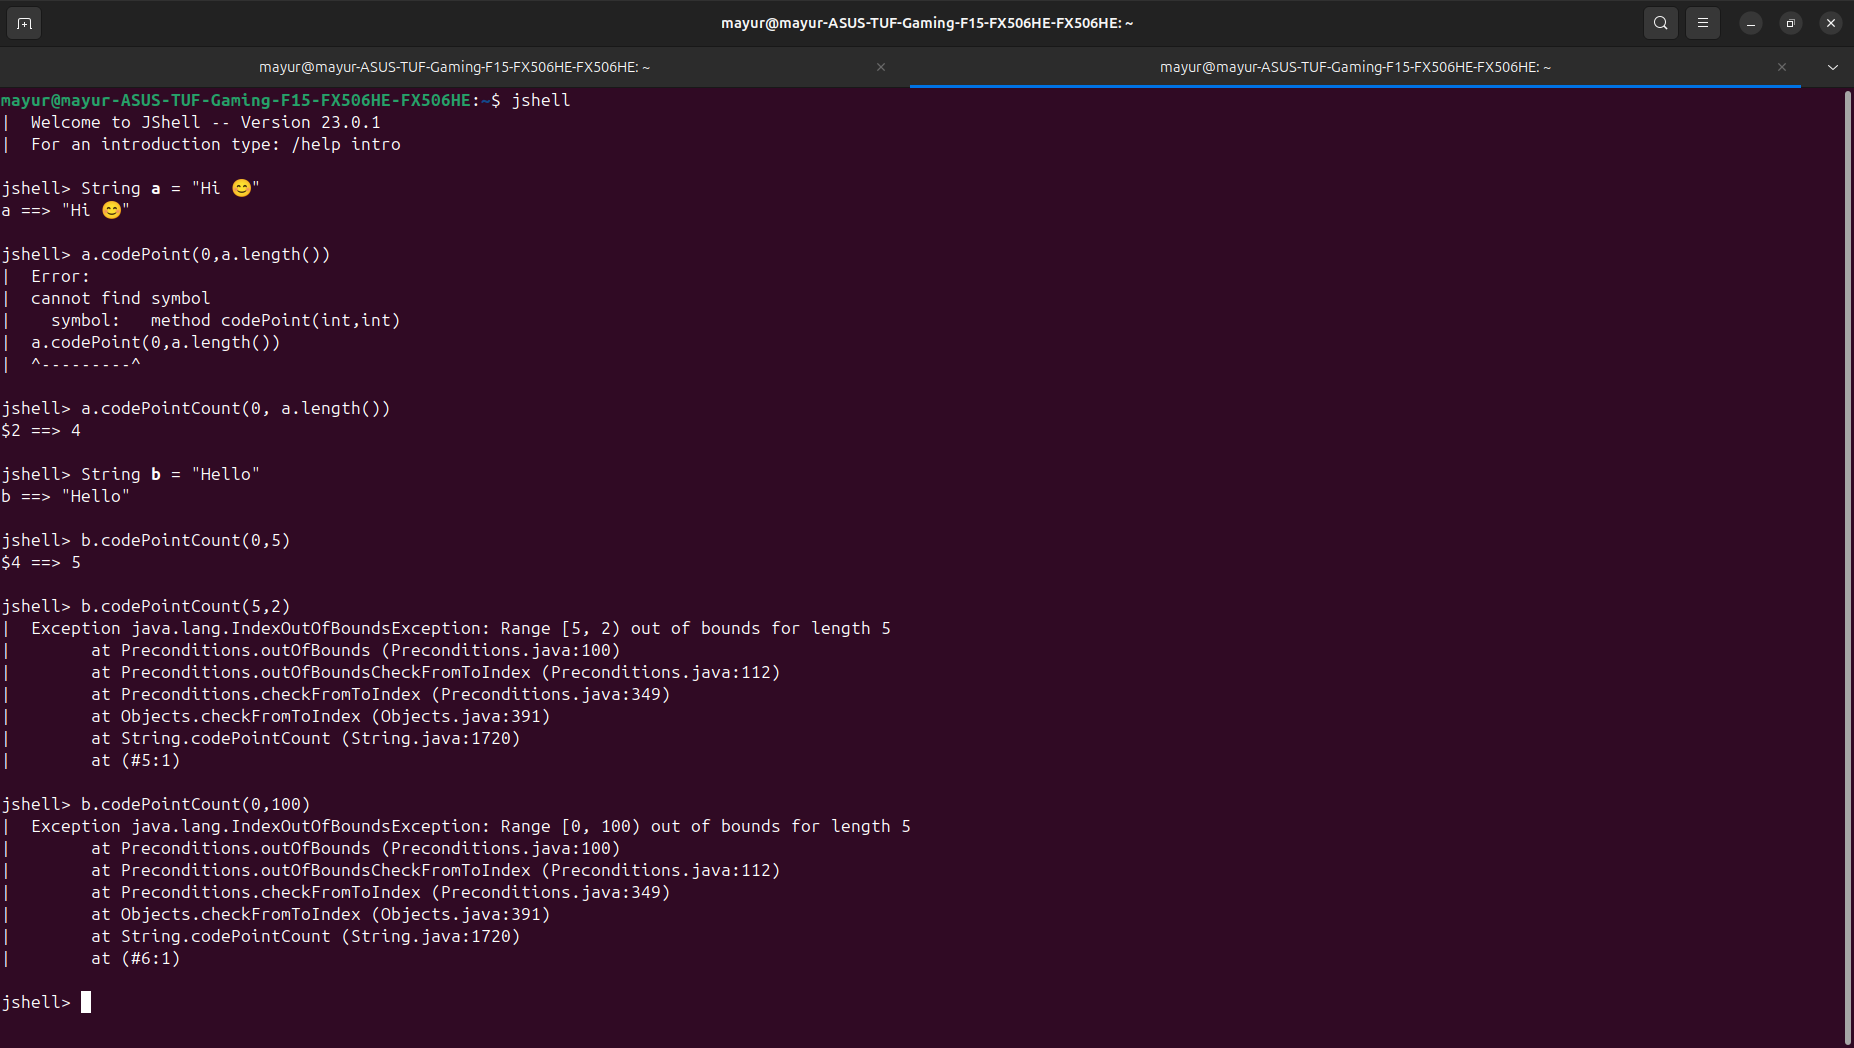 mayur@mayur-ASUS-TUF-Gaming-F15-FX506HE-FX506HE: ~
mayur@mayur-ASUS-TUF-Gaming-F15-FX506HE-FX506HE: ~
mayur@mayur-ASUS-TUF-Gaming-F15-FX506HE-FX506HE: ~
mayur@mayur-ASUS-TUF-Gaming-F15-FX506HE-FX506HE:~$ jshell
|  Welcome to JShell -- Version 23.0.1
|  For an introduction type: /help intro
jshell> String a = "Hi 😊"
a ==> "Hi 😊"
jshell> a.codePoint(0,a.length())
|  Error:
|  cannot find symbol
|    symbol:   method codePoint(int,int)
|  a.codePoint(0,a.length())
|  ^---------^
jshell> a.codePointCount(0, a.length())
$2 ==> 4
jshell> String b = "Hello"
b ==> "Hello"
jshell> b.codePointCount(0,5)
$4 ==> 5
jshell> b.codePointCount(5,2)
|  Exception java.lang.IndexOutOfBoundsException: Range [5, 2) out of bounds for length 5
|        at Preconditions.outOfBounds (Preconditions.java:100)
|        at Preconditions.outOfBoundsCheckFromToIndex (Preconditions.java:112)
|        at Preconditions.checkFromToIndex (Preconditions.java:349)
|        at Objects.checkFromToIndex (Objects.java:391)
|        at String.codePointCount (String.java:1720)
|        at (#5:1)
jshell> b.codePointCount(0,100)
|  Exception java.lang.IndexOutOfBoundsException: Range [0, 100) out of bounds for length 5
|        at Preconditions.outOfBounds (Preconditions.java:100)
|        at Preconditions.outOfBoundsCheckFromToIndex (Preconditions.java:112)
|        at Preconditions.checkFromToIndex (Preconditions.java:349)
|        at Objects.checkFromToIndex (Objects.java:391)
|        at String.codePointCount (String.java:1720)
|        at (#6:1)
jshell>